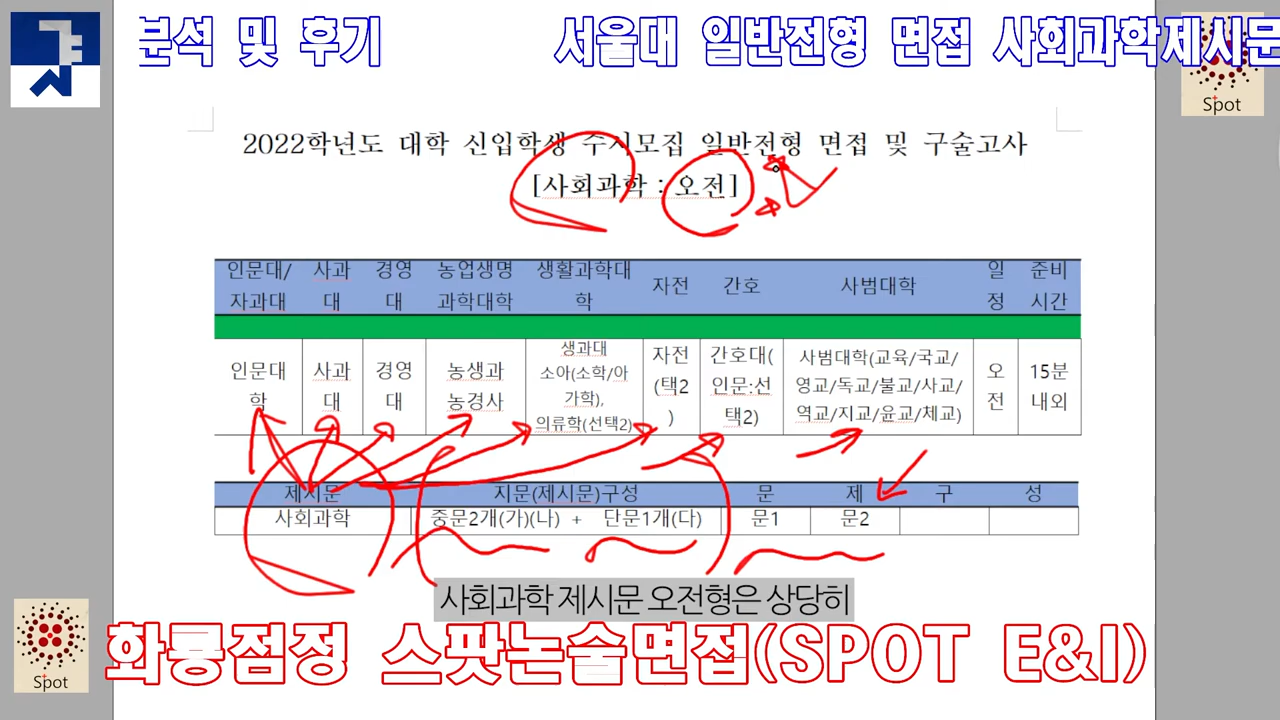 분석 및 후기 서울대 일반전형 면접 사회과학제시문
Spot
2022학년도 대학 신입학생 수시모집 일반전형 면접 및 구술고사
[사회과학 : 오전]
인문대/ 사과 경영 농업생명 생활과학대 자전 간호 사범대학 일 준비
자과대 대 대 과학대학 학 정 시간
인문대 사과 경영 농생과 생과대 자전 간호대( 사범대학(교육/국교/ 오 15분
학 대 대 농경사 소아(소학/아 (택2 인문:선 영교/독교/불교/사교/ 전 내외
가학), ) 택2) 역교/지교/윤교/체교)
의류학(선택2)
제시문 지문(제시문)구성 문 제 구 성
사회과학 중문2개(가)(나) + 단문1개(다) 문1 문2
사회과학 제시문 오전형은 상당히
화룡점정 스팟논술면접(SPOT E&I)
Spot